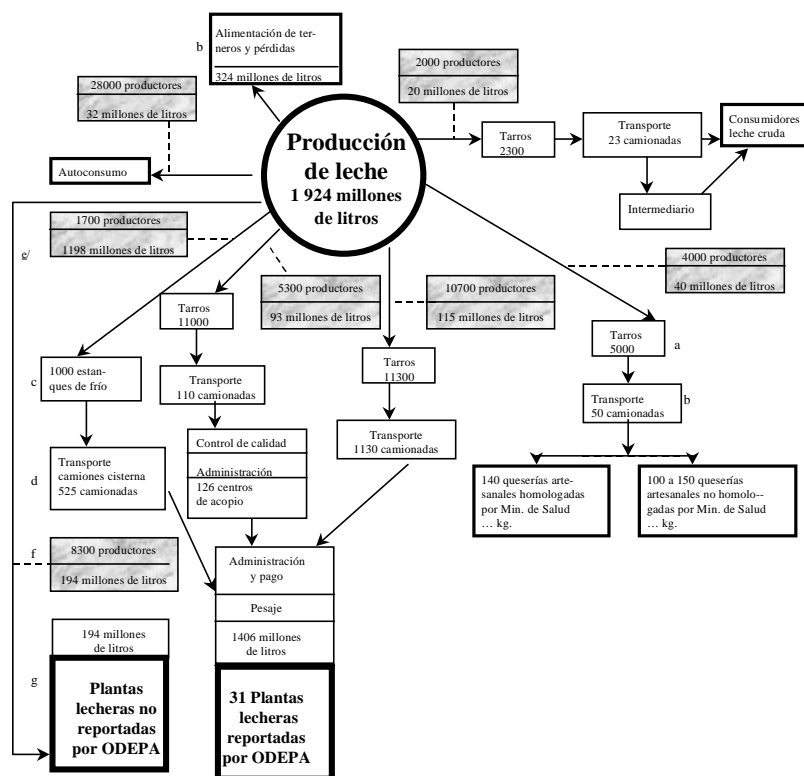 b
Alimentación de ter-
neros y pérdidas
324 millones de litros
2000 productores
20 millones de litros
28000 productores
32 millones de litros
Autoconsumo
Producción
de leche
1 924 millones
de litros
Tarros
2300
Transporte
23 camionadas
Consumidores
leche cruda
Intermediario
g/
1700 productores
1198 millones de litros
5300 productores
93 millones de litros
10700 productores
115 millones de litros
4000 productores
40 millones de litros
Tarros
11000
Tarros
11300
Tarros
5000
a
c
1000 estan-
ques de frío
Transporte
110 camionadas
Transporte
50 camionadas
b
d
Transporte
camiones cisterna
525 camionadas
Control de calidad
Administración
126 centros
de acopio
Transporte
1130 camionadas
140 queserías arte-
sanales homologadas
por Min. de Salud
… kg.
100 a 150 queserías
artesanales no homolo--
gadas por Min. de Salud
… kg.
f
8300 productores
194 millones de litros
Administración
y pago
Pesaje
1406 millones
de litros
194 millones
de litros
g
Plantas
lecheras no
reportadas
por ODEPA
31 Plantas
lecheras
reportadas
por ODEPA